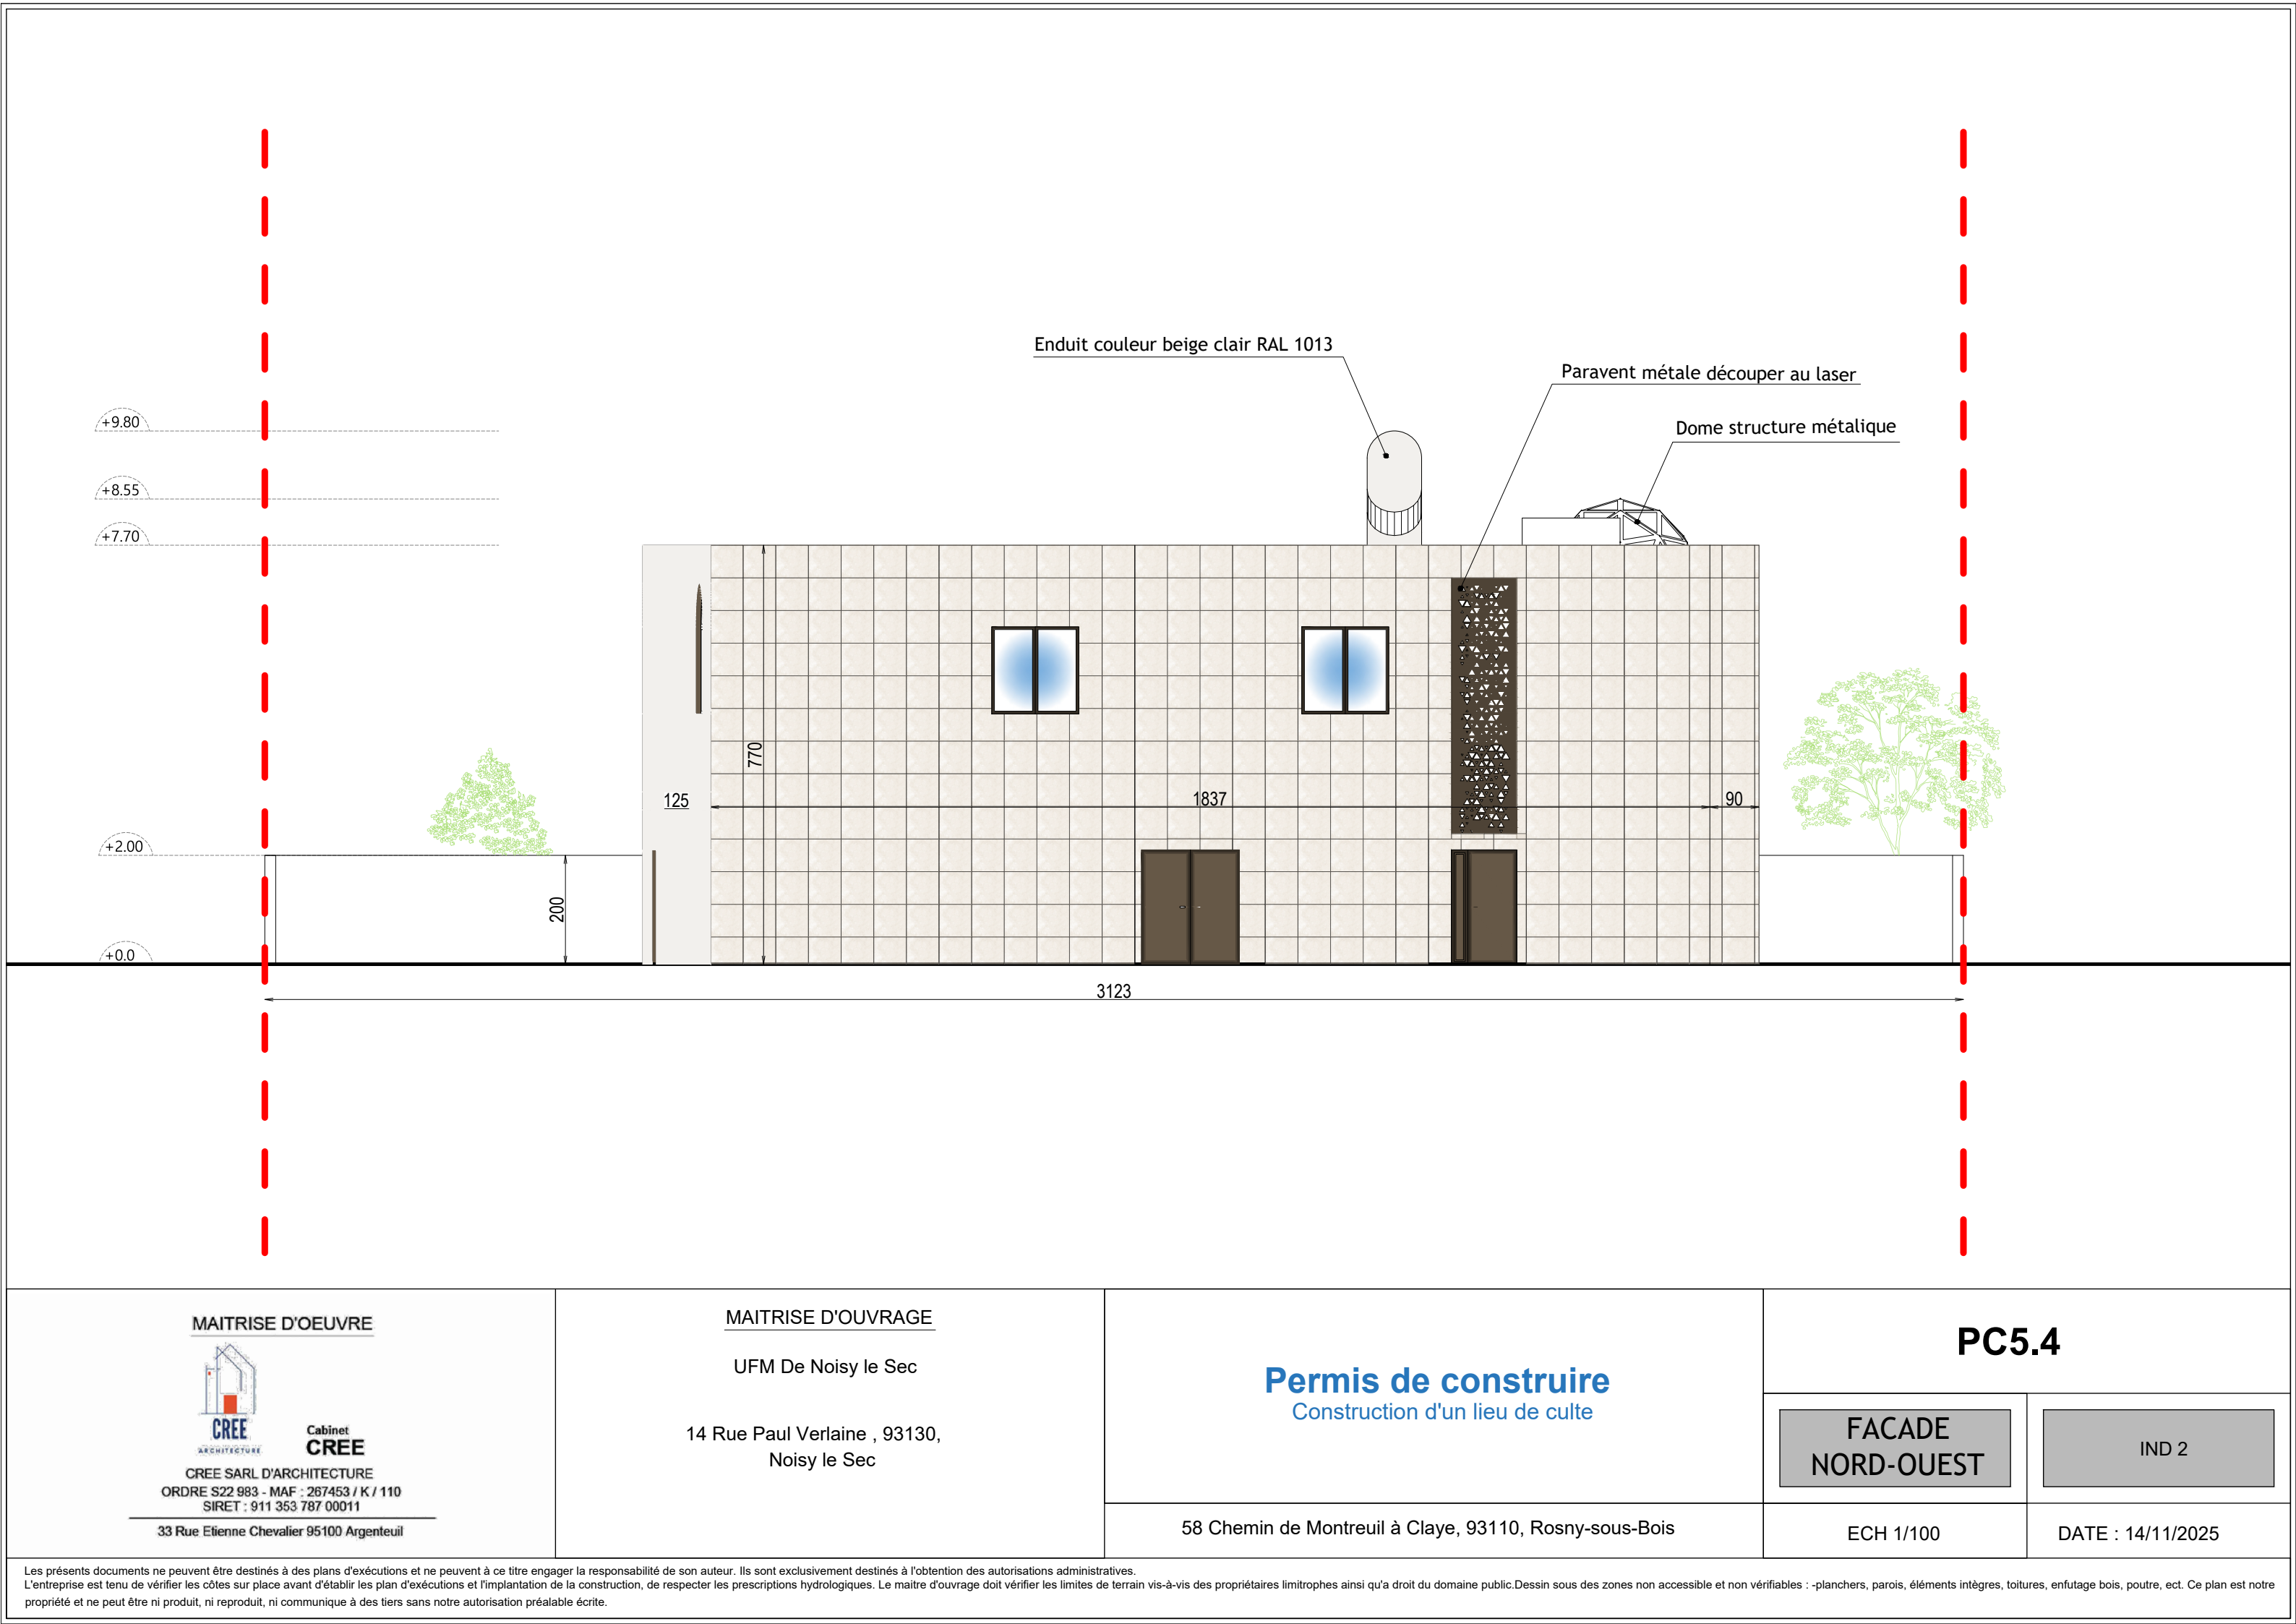 Enduit couleur beige clair RAL 1013
Paravent métale découper au laser
Dome structure métalique
+9.80
+8.55
+7.70
770
125
1837
90
+2.00
200
+0.0
3123
MAITRISE D'OEUVRE
CREE
ARCHITECTURE
Cabinet
CREE
CREE SARL D'ARCHITECTURE
ORDRE S22 983 - MAF : 267453 / K / 110
SIRET : 911 353 787 00011
33 Rue Etienne Chevalier 95100 Argenteuil
MAITRISE D'OUVRAGE
UFM De Noisy le Sec
14 Rue Paul Verlaine , 93130,
Noisy le Sec
Permis de construire
Construction d'un lieu de culte
58 Chemin de Montreuil à Claye, 93110, Rosny-sous-Bois
PC5.4
FACADE
NORD-OUEST
IND 2
ECH 1/100
DATE : 14/11/2025
Les présents documents ne peuvent être destinés à des plans d'exécutions et ne peuvent à ce titre engager la responsabilité de son auteur. Ils sont exclusivement destinés à l'obtention des autorisations administratives.
L'entreprise est tenu de vérifier les côtes sur place avant d'établir les plan d'exécutions et l'implantation de la construction, de respecter les prescriptions hydrologiques. Le maitre d'ouvrage doit vérifier les limites de terrain vis-à-vis des propriétaires limitrophes ainsi qu'a droit du domaine public.Dessin sous des zones non accessible et non vérifiables : -planchers, parois, éléments intègres, toitures, enfutage bois, poutre, ect. Ce plan est notre
propriété et ne peut être ni produit, ni reproduit, ni communique à des tiers sans notre autorisation préalable écrite.